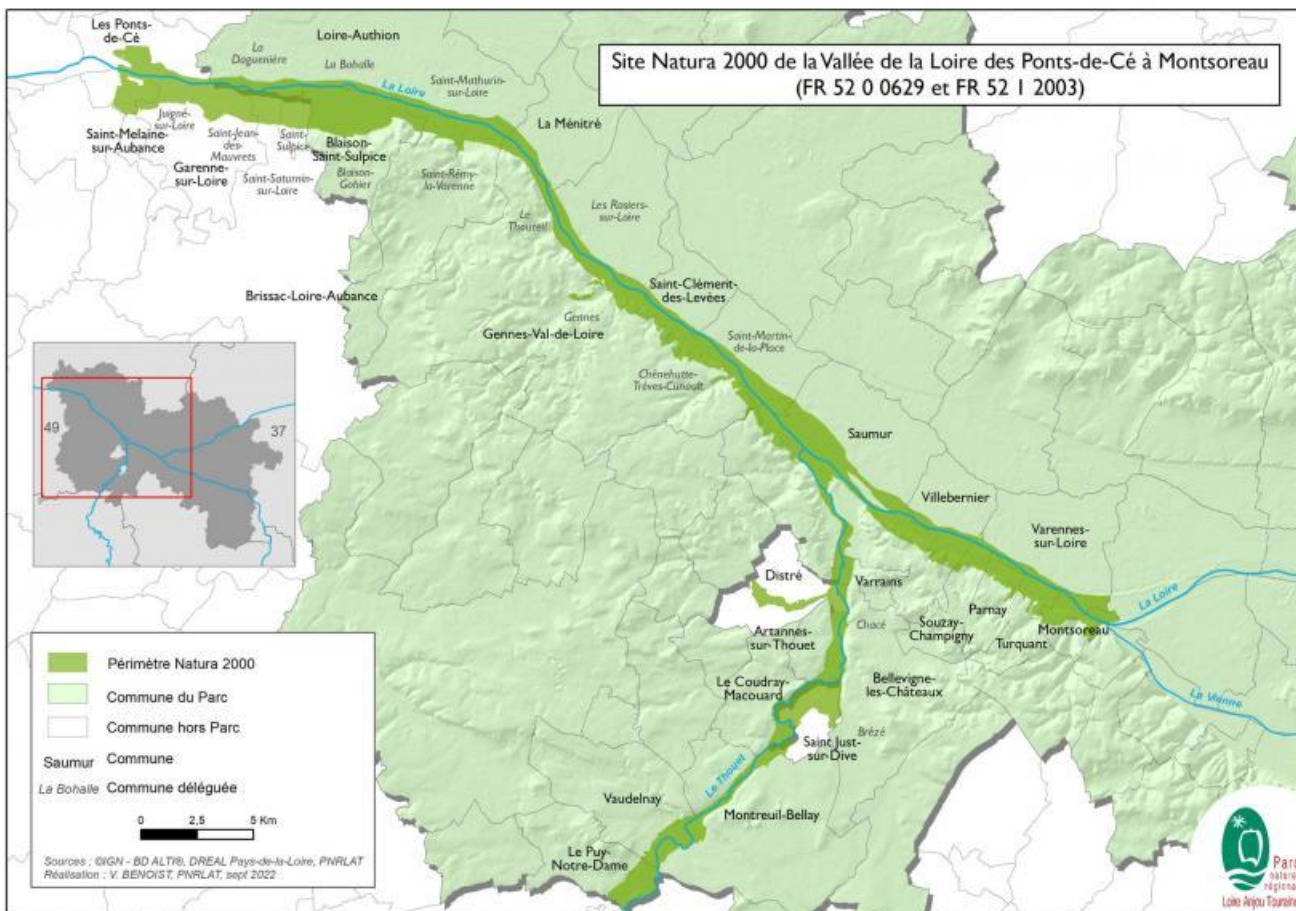 Site Natura 2000 de la Vallée de la Loire des Ponts-de-Cé à Montsoreau
(FR 52 0 0629 et FR 52 1 2003)
Les Ponts-
de-Cé
La
Daguenière
Loire-Authion
La Bohalle
Saint-Mathurin-
sur-Loire
La Loire
La Ménitré
Juigné-
sur-Loire
Saint-Melaine-
sur-Aubance
Saint-Jean-
des-
Mauvrets
Saint-
Sulpice
Blaison-
Saint-Sulpice
Garenne-
sur-Loire
Saint-Saturnin-
sur-Loire
Blaison-
Gohier
Saint-Rémy-
la-Varenne
Les Rosiers-
sur-Loire
Le
Thoureil
Brissac-Loire-Aubance
Saint-Clément-
des-Levées
Gennes
Gennes-Val-de-Loire
Saint-Martin-
de-la-Place
Chênehutte-
Trèves-Cunault
49
37
Saumur
Villebernier
Varennes-
sur-Loire
Distré
Varrains
La Loire
Parnay
Chacé
Souzay-
Champigny
Montsoreau
Turquant
Artannes-
sur-Thouet
Le Coudray-
Macouard
Bellevigne-
les-Châteaux
La Vienne
Brézé
Saint Just-
sur-Dive
Le Thouet
Vaudelnay
Montreuil-Bellay
Le Puy-
Notre-Dame
Périmètre Natura 2000
Commune du Parc
Commune hors Parc
Saumur Commune
La Bohalle Commune déléguée
0 2,5 5 Km
Sources : ©IGN - BD ALTI®, DREAL Pays-de-la-Loire, PNRLAT
Réalisation : V. BENOIST, PNRLAT, sept 2022
Parc
nature
régiona
Loire Anjou Touraine